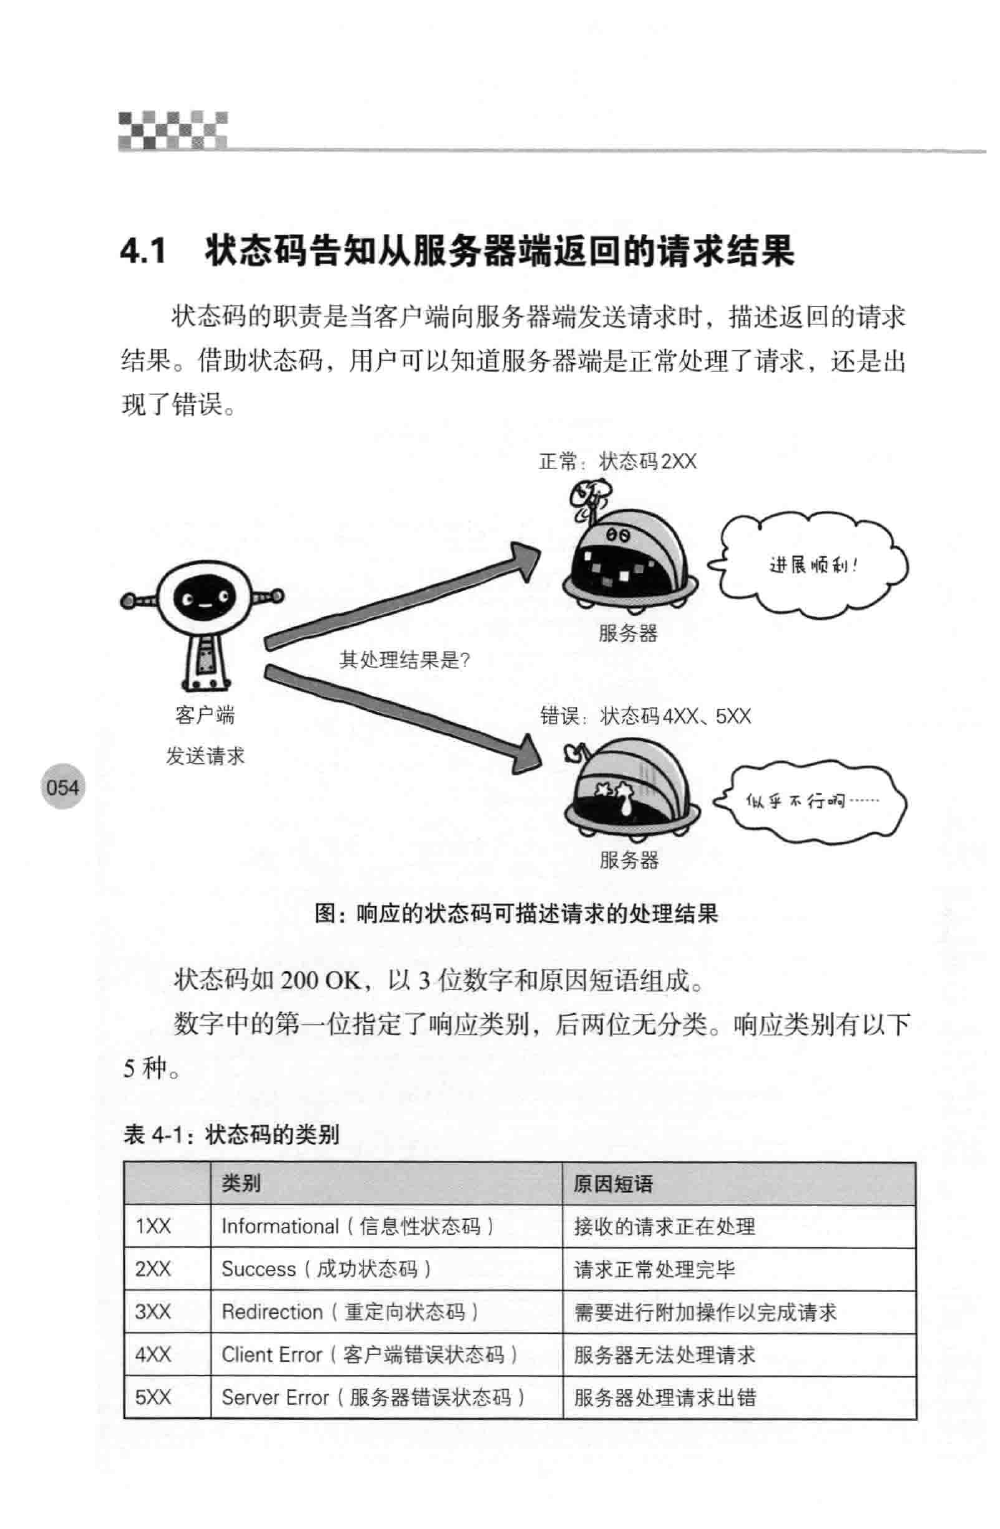 4.1 状态码告知从服务器端返回的请求结果
状态码的职责是当客户端向服务器端发送请求时，描述返回的请求
结果。借助状态码，用户可以知道服务器端是正常处理了请求，还是出
现了错误。
正常：状态码2XX
进展顺利！
服务器
其处理结果是？
客户端
发送请求
错误：状态码4XX、5XX
似乎不行啊……
服务器
054
图：响应的状态码可描述请求的处理结果
状态码如 200 OK，以 3 位数字和原因短语组成。
数字中的第一位指定了响应类别，后两位无分类。响应类别有以下
5 种。
表 4-1：状态码的类别
类别 原因短语
1XX Informational（信息性状态码） 接收的请求正在处理
2XX Success（成功状态码） 请求正常处理完毕
3XX Redirection（重定向状态码） 需要进行附加操作以完成请求
4XX Client Error（客户端错误状态码） 服务器无法处理请求
5XX Server Error（服务器错误状态码） 服务器处理请求出错